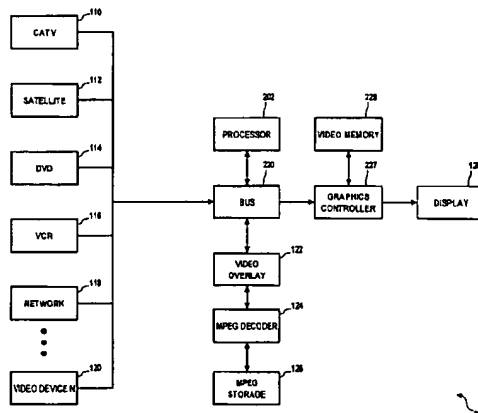 110
CATV
112
SATELLITE
114
DVD
116
VCR
118
NETWORK
120
VIDEO DEVICE N
202
PROCESSOR
228
VIDEO MEMORY
220
BUS
227
GRAPHICS
CONTROLLER
DISPLAY
122
VIDEO
OVERLAY
124
MPEG DECODER
126
MPEG
STORAGE